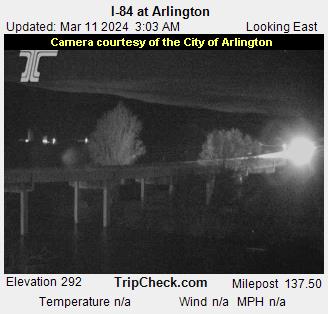 I-84 at Arlington
Updated: Mar 11 2024 3:03 AM Looking East
Camera courtesy of the City of Arlington
Elevation 292 TripCheck.com Milepost 137.50
Temperature n/a Wind n/a MPH n/a